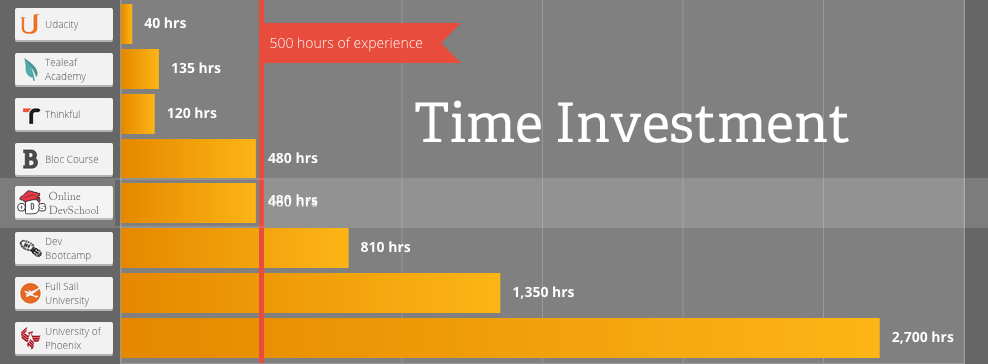 Udacity
40 hrs
500 hours of experience
Tealeaf
Academy
135 hrs
Thinkful
120 hrs
Time Investment
B
Bloc Course
480 hrs
Online
DevSchool
hrs
Dev
Bootcamp
810 hrs
Full Sail
University
1,350 hrs
University of
Phoenix
2,700 hrs